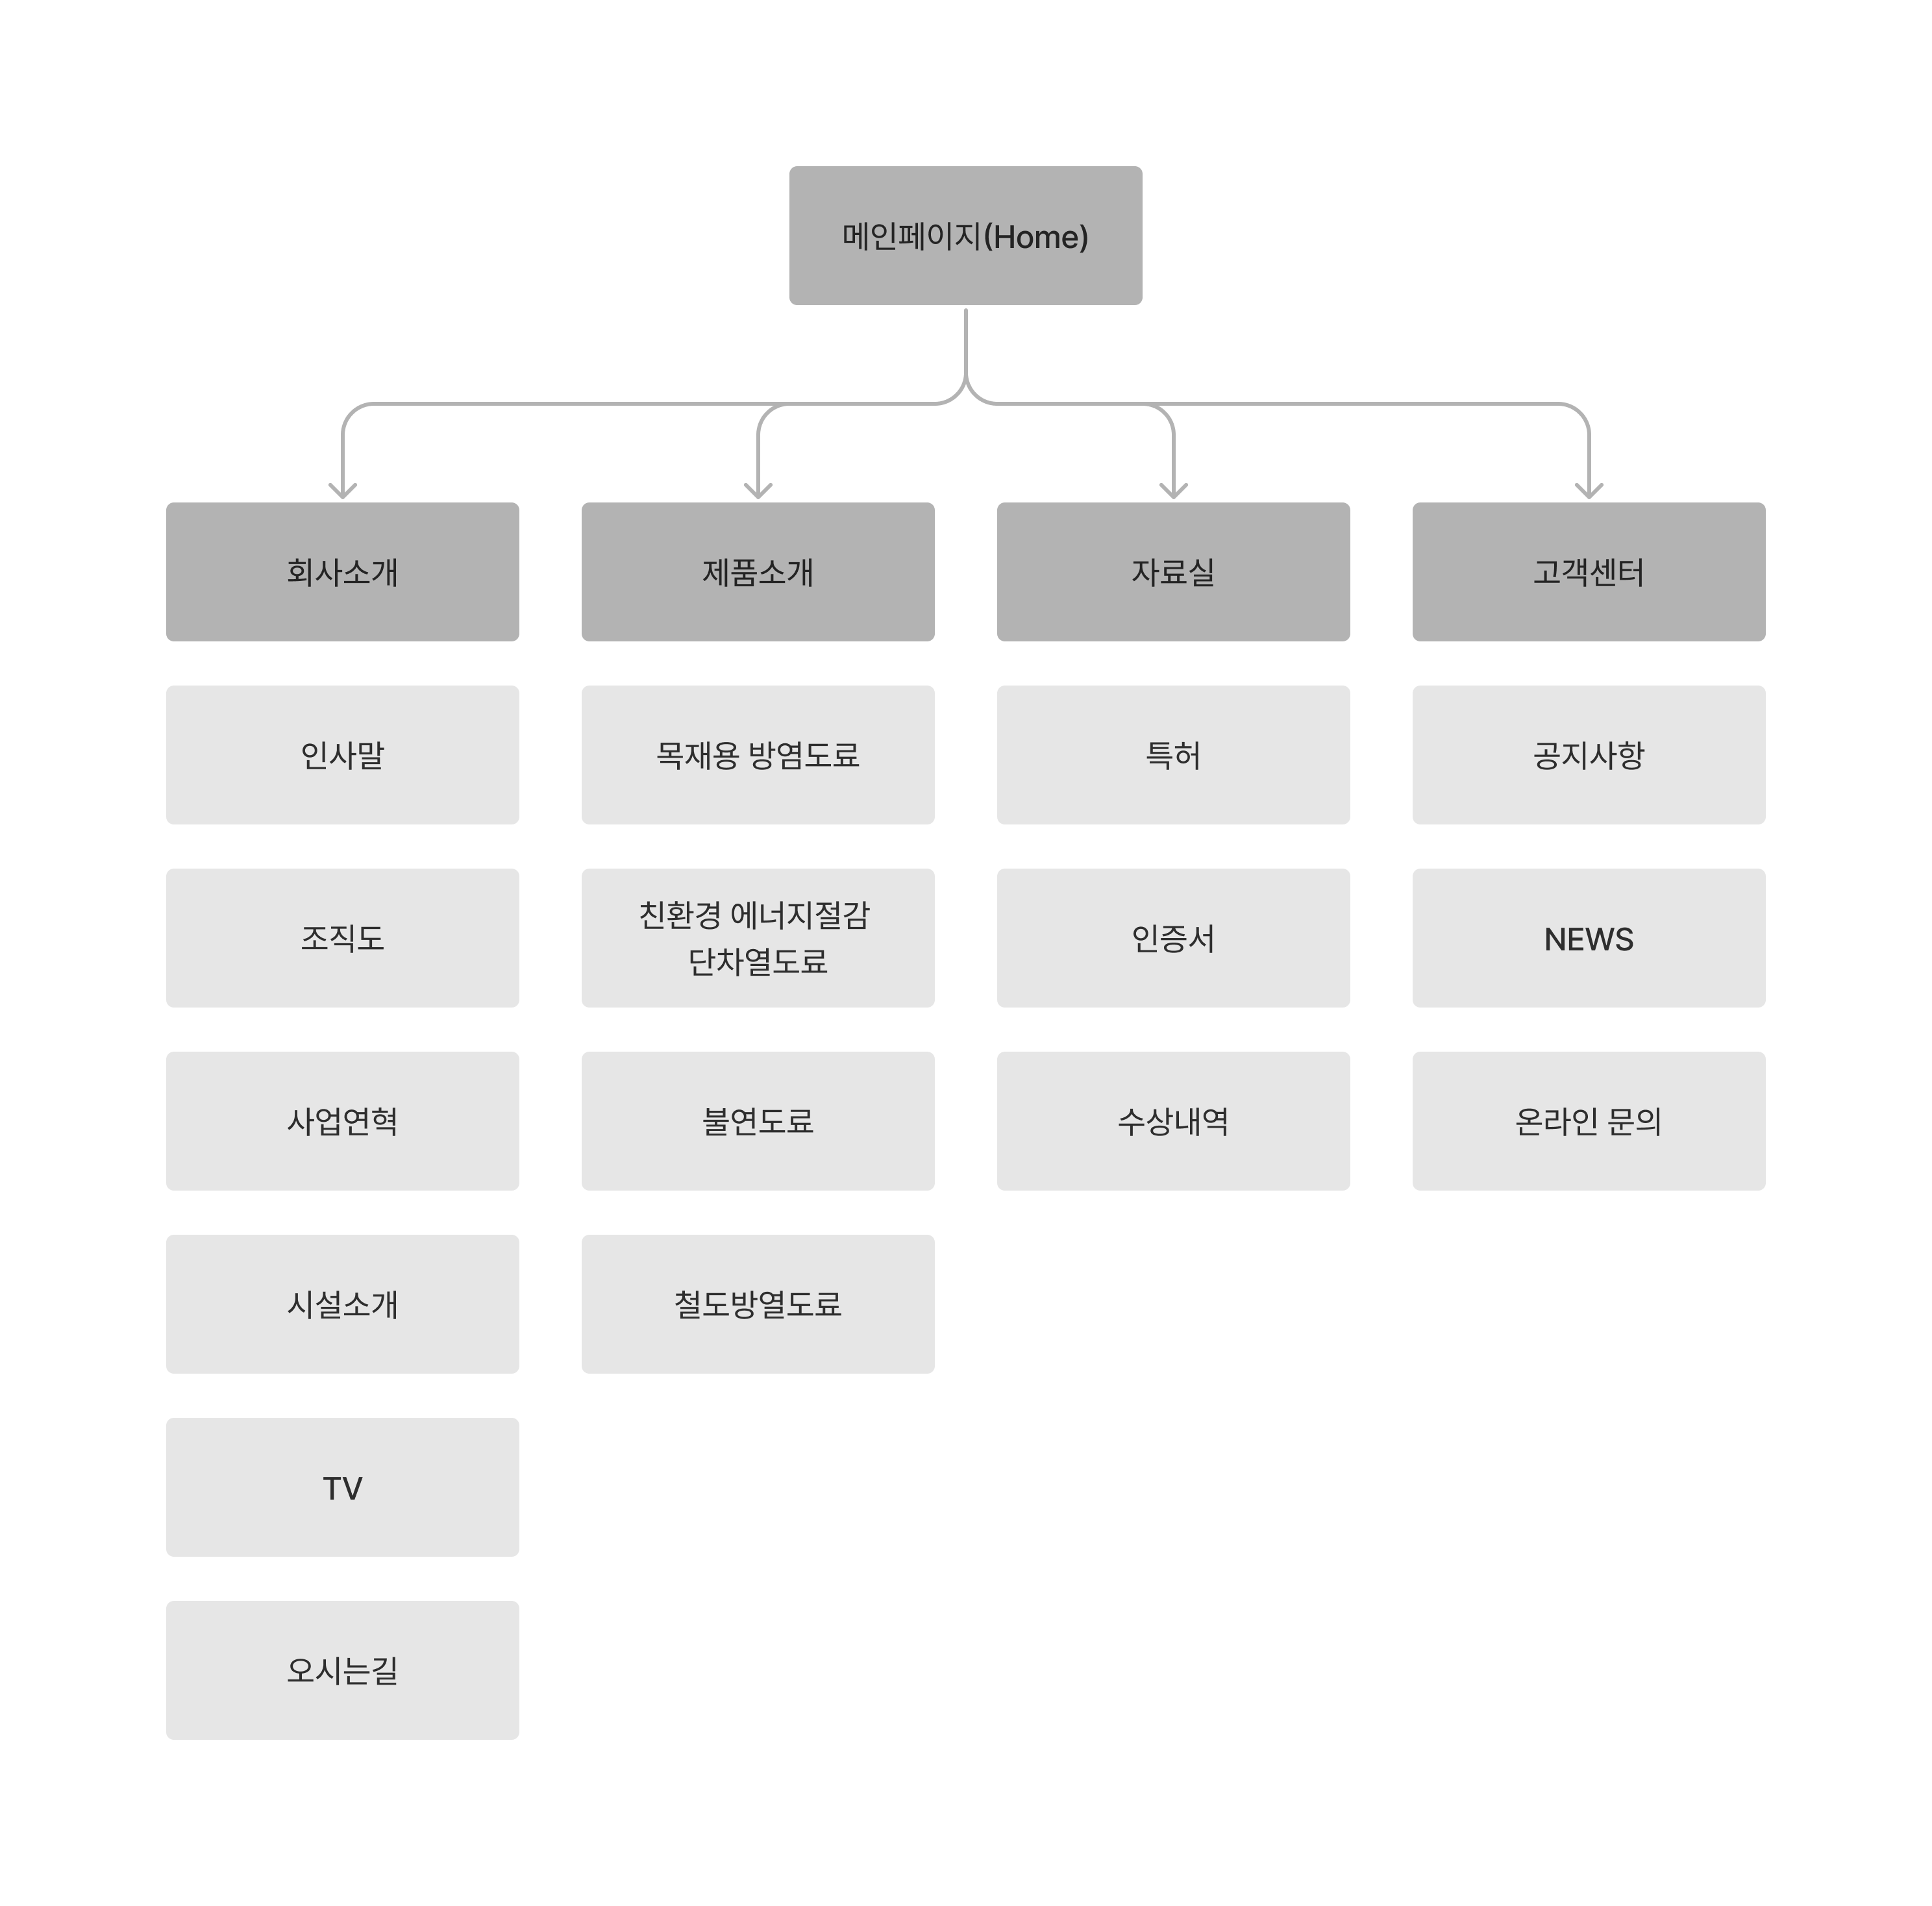 메인페이지(Home)
회사소개
제품소개
자료실
고객센터
인사말
목재용 방염도료
특허
공지사항
조직도
친환경 에너지절감
단차열도료
인증서
NEWS
사업연혁
불연도료
수상내역
온라인 문의
시설소개
철도방열도료
TV
오시는길